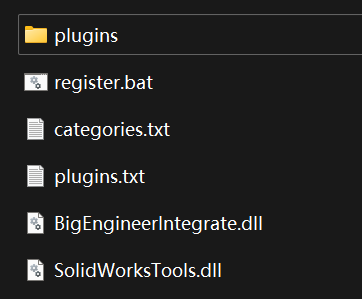 plugins
register.bat
categories.txt
plugins.txt
BigEngineerIntegrate.dll
SolidWorksTools.dll